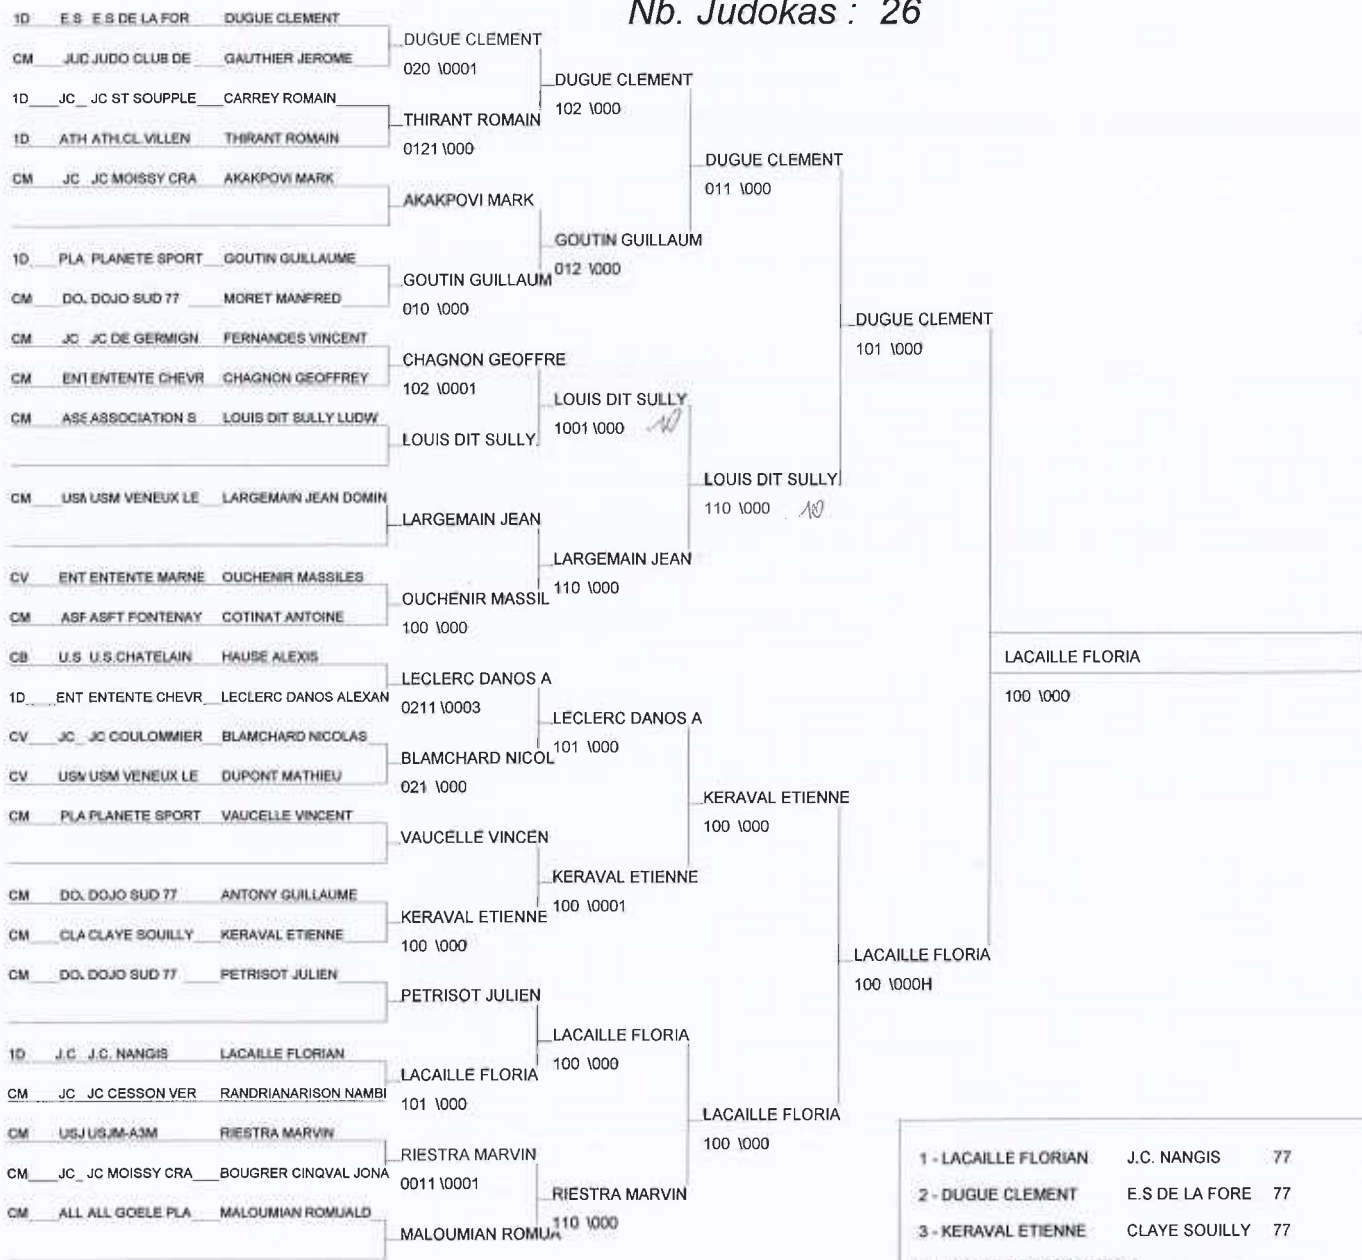 Nb. Judokas : 26
1D E.S E.S DE LA FOR DUGUE CLEMENT
CM JUD JUDO CLUB DE GAUTHIER JEROME
1D JC JC ST SOUPPLE CARREY ROMAIN
1D ATH ATH.CL.VILLEN THIRANT ROMAIN
CM JC JC MOISSY CRA AKAKPOVI MARK
1D PLA PLANETE SPORT GOUTIN GUILLAUME
CM DO. DOJO SUD 77 MORET MANFRED
CM JC JC DE GERMIGN FERNANDES VINCENT
CM ENT ENTENTE CHEVR CHAGNON GEOFFREY
CM ASE ASSOCIATION S LOUIS DIT SULLY LUDW
CM USM USM VENEUX LE LARGEMAIN JEAN DOMIN
CV ENT ENTENTE MARNE OUCHENIR MASSILES
CM ASF ASFT FONTENAY COTINAT ANTOINE
CB U.S U.S.CHATELAIN HAUSE ALEXIS
1D ENT ENTENTE CHEVR LECLERC DANOS ALEXAN
CV JC JC COULOMMIER BLAMCHARD NICOLAS
CV USM USM VENEUX LE DUPONT MATHIEU
CM PLA PLANETE SPORT VAUCELLE VINCENT
CM DO. DOJO SUD 77 ANTONY GUILLAUME
CM CLA CLAYE SOUILLY KERAVAL ETIENNE
CM DO. DOJO SUD 77 PETRISOT JULIEN
1D J.C J.C. NANGIS LACAILLE FLORIAN
CM JC JC CESSON VER RANDRIANARISON NAMBI
CM USJ USJM-A3M RIESTRA MARVIN
CM JC JC MOISSY CRA BOUGRER CINQVAL JONA
CM ALL ALL GOELE PLA MALOUMIAN ROMUALD
DUGUE CLEMENT
020 \0001
THIRANT ROMAIN
0121 \000
AKAKPOVI MARK
GOUTIN GUILLAUM
010 \000
CHAGNON GEOFFRE
102 \0001
LOUIS DIT SULLY
LARGEMAIN JEAN
OUCHENIR MASSIL
100 \000
LECLERC DANOS A
0211 \0003
BLAMCHARD NICOL
021 \000
VAUCELLE VINCEN
KERAVAL ETIENNE
100 \000
PETRISOT JULIEN
LACAILLE FLORIA
101 \000
RIESTRA MARVIN
0011 \0001
MALOUMIAN ROMUA
DUGUE CLEMENT
102 \000
GOUTIN GUILLAUM
012 \000
LOUIS DIT SULLY
1001 \000 10
LARGEMAIN JEAN
110 \000
LECLERC DANOS A
101 \000
KERAVAL ETIENNE
100 \0001
LACAILLE FLORIA
100 \000
RIESTRA MARVIN
110 \000
DUGUE CLEMENT
011 \000
LOUIS DIT SULLY
110 \000 10
KERAVAL ETIENNE
100 \000
LACAILLE FLORIA
100 \000
DUGUE CLEMENT
101 \000
LACAILLE FLORIA
100 \000H
LACAILLE FLORIA
100 \000
1 - LACAILLE FLORIAN J.C. NANGIS 77
2 - DUGUE CLEMENT E.S DE LA FORE 77
3 - KERAVAL ETIENNE CLAYE SOUILLY 77